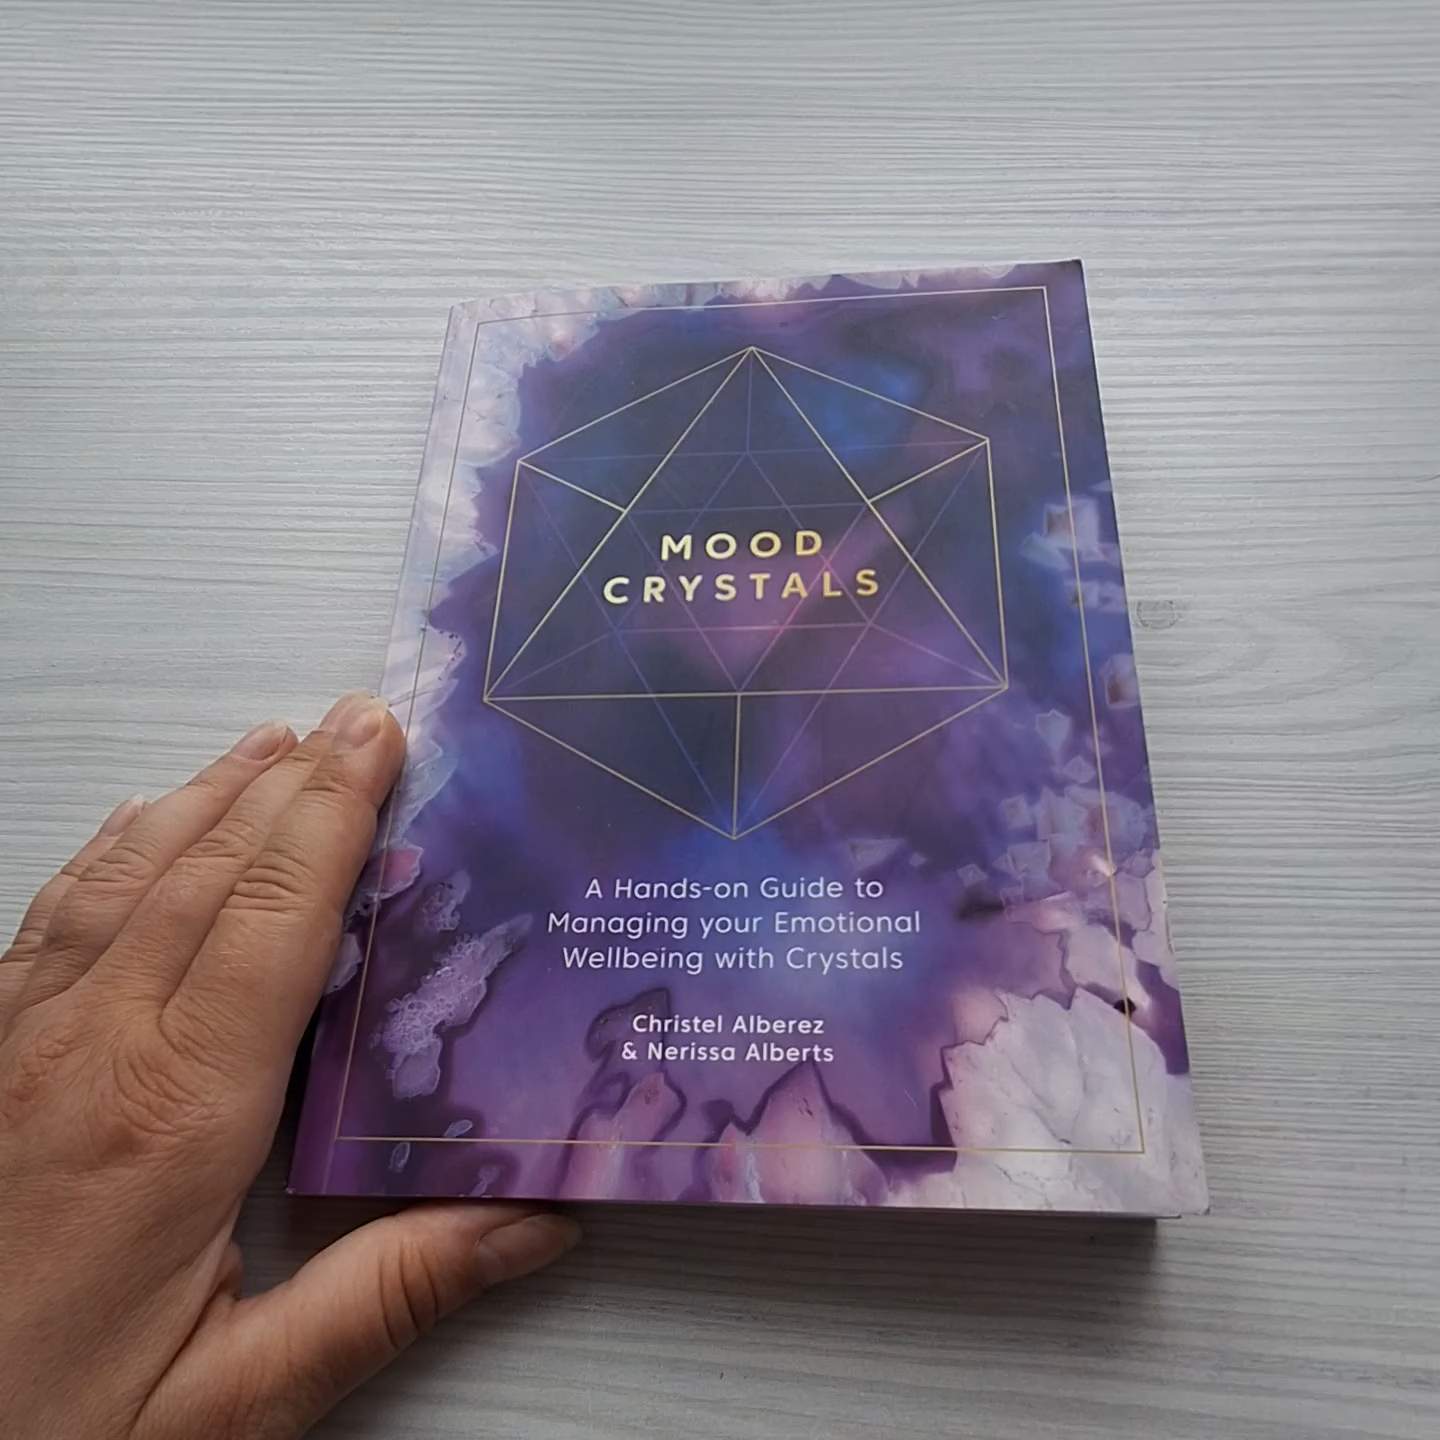 MOOD
CRYSTALS
A Hands-on Guide to
Managing your Emotional
Wellbeing with Crystals
Christel Alberez
& Nerissa Alberts